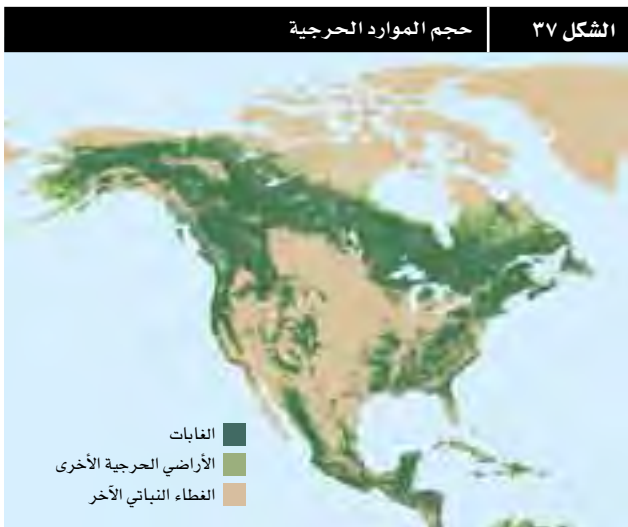 الشكل ٣٧
حجم الموارد الحرجية
الغابات
الأراضي الحرجية الأخرى
الغطاء النباتي الآخر